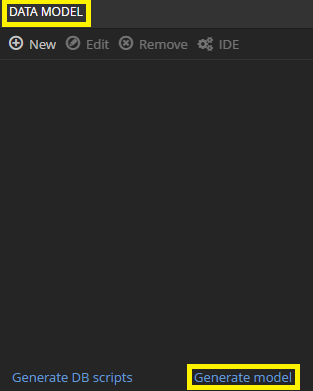 DATA MODEL
New Edit Remove IDE
Generate DB scripts Generate model